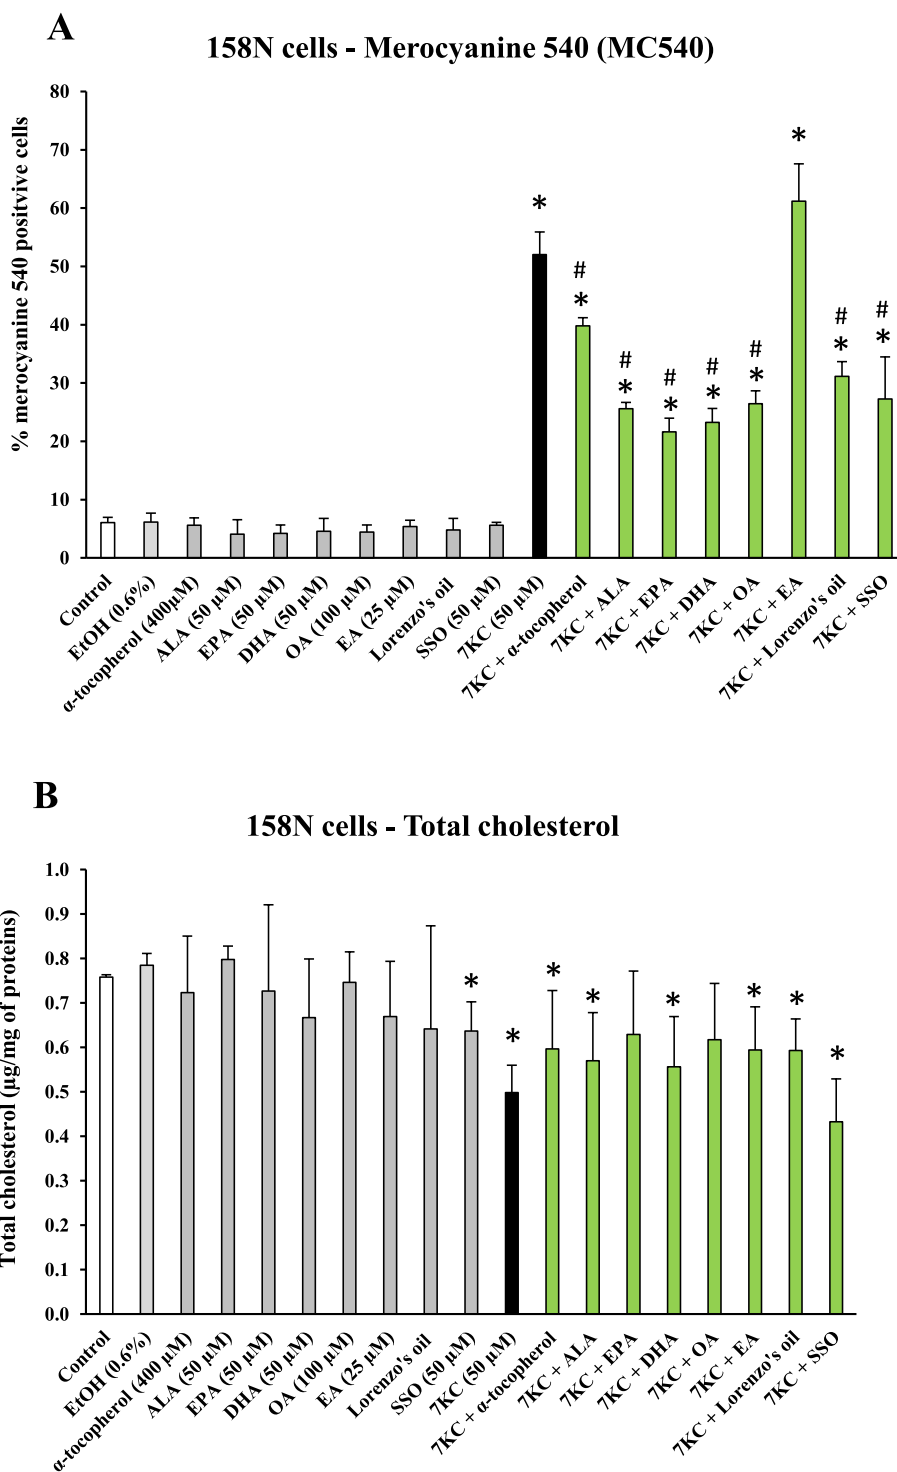 A
158N cells - Merocyanine 540 (MC540)
% merocyanine 540 positvive cells
80
70
60
50
40
30
20
10
0
*
#
*
#
*
#
*
#
*
#
*
*
#
*
#
*
Control
EtOH (0.6%)
α-tocopherol (400µM)
ALA (50 µM)
EPA (50 µM)
DHA (50 µM)
OA (100 µM)
EA (25 µM)
Lorenzo's oil
SSO (50 µM)
7KC (50 µM)
7KC + α-tocopherol
7KC + ALA
7KC + EPA
7KC + DHA
7KC + OA
7KC + EA
7KC + Lorenzo's oil
7KC + SSO
B
158N cells - Total cholesterol
Total cholesterol (µg/mg of proteins)
1.0
0.9
0.8
0.7
0.6
0.5
0.4
0.3
0.2
0.1
0.0
*
*
*
*
*
*
*
*
Control
EtOH (0.6%)
α-tocopherol (400 µM)
ALA (50 µM)
EPA (50 µM)
DHA (50 µM)
OA (100 µM)
EA (25 µM)
Lorenzo's oil
SSO (50 µM)
7KC (50 µM)
7KC + α-tocopherol
7KC + ALA
7KC + EPA
7KC + DHA
7KC + OA
7KC + EA
7KC + Lorenzo's oil
7KC + SSO